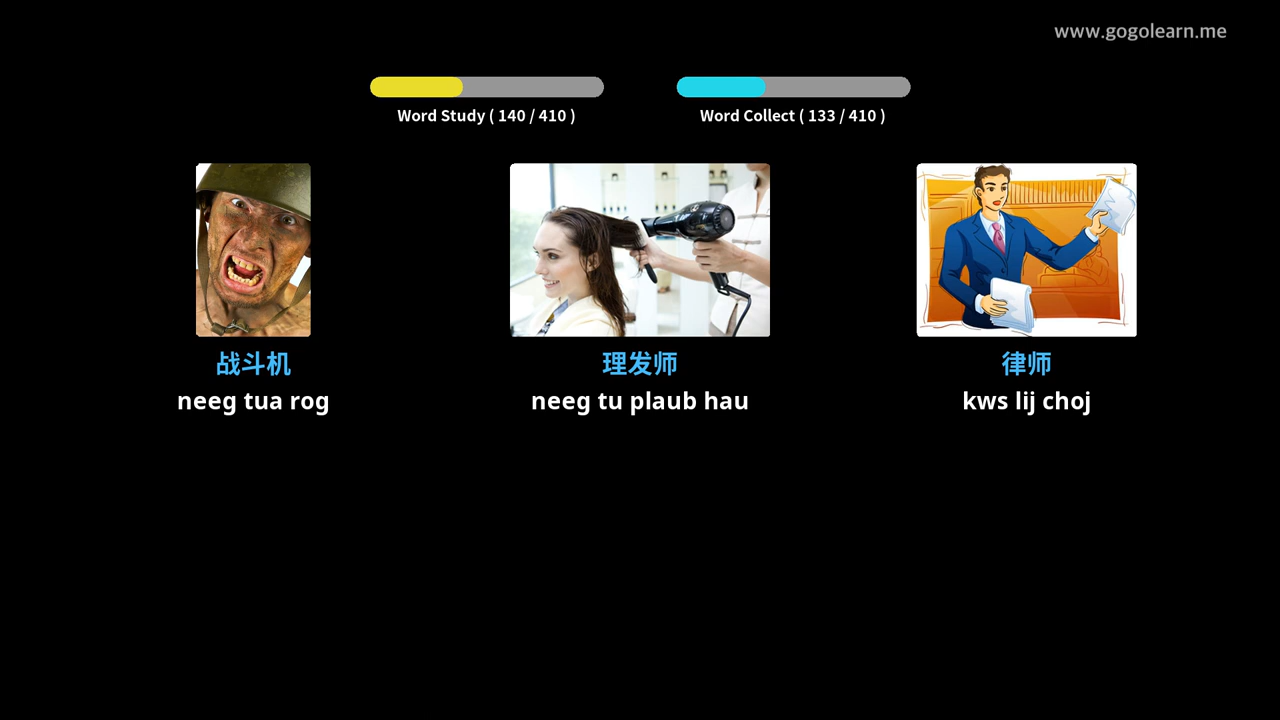 www.gogolearn.me
Word Study ( 140 / 410 )
Word Collect ( 133 / 410 )
战斗机
理发师
律师
neeg tua rog
neeg tu plaub hau
kws lij choj